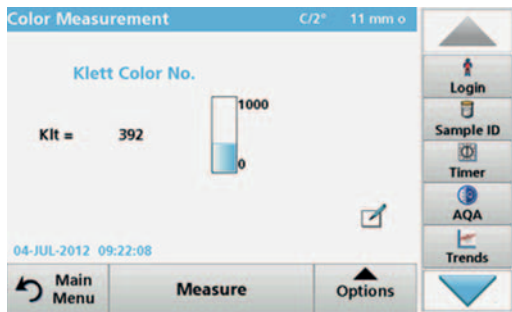 Color Measurement C/2° 11 mm o
Klett Color No.
1000
Klt = 392
0
04-JUL-2012 09:22:08
Main Menu
Measure
Options
Login
Sample ID
Timer
AQA
Trends